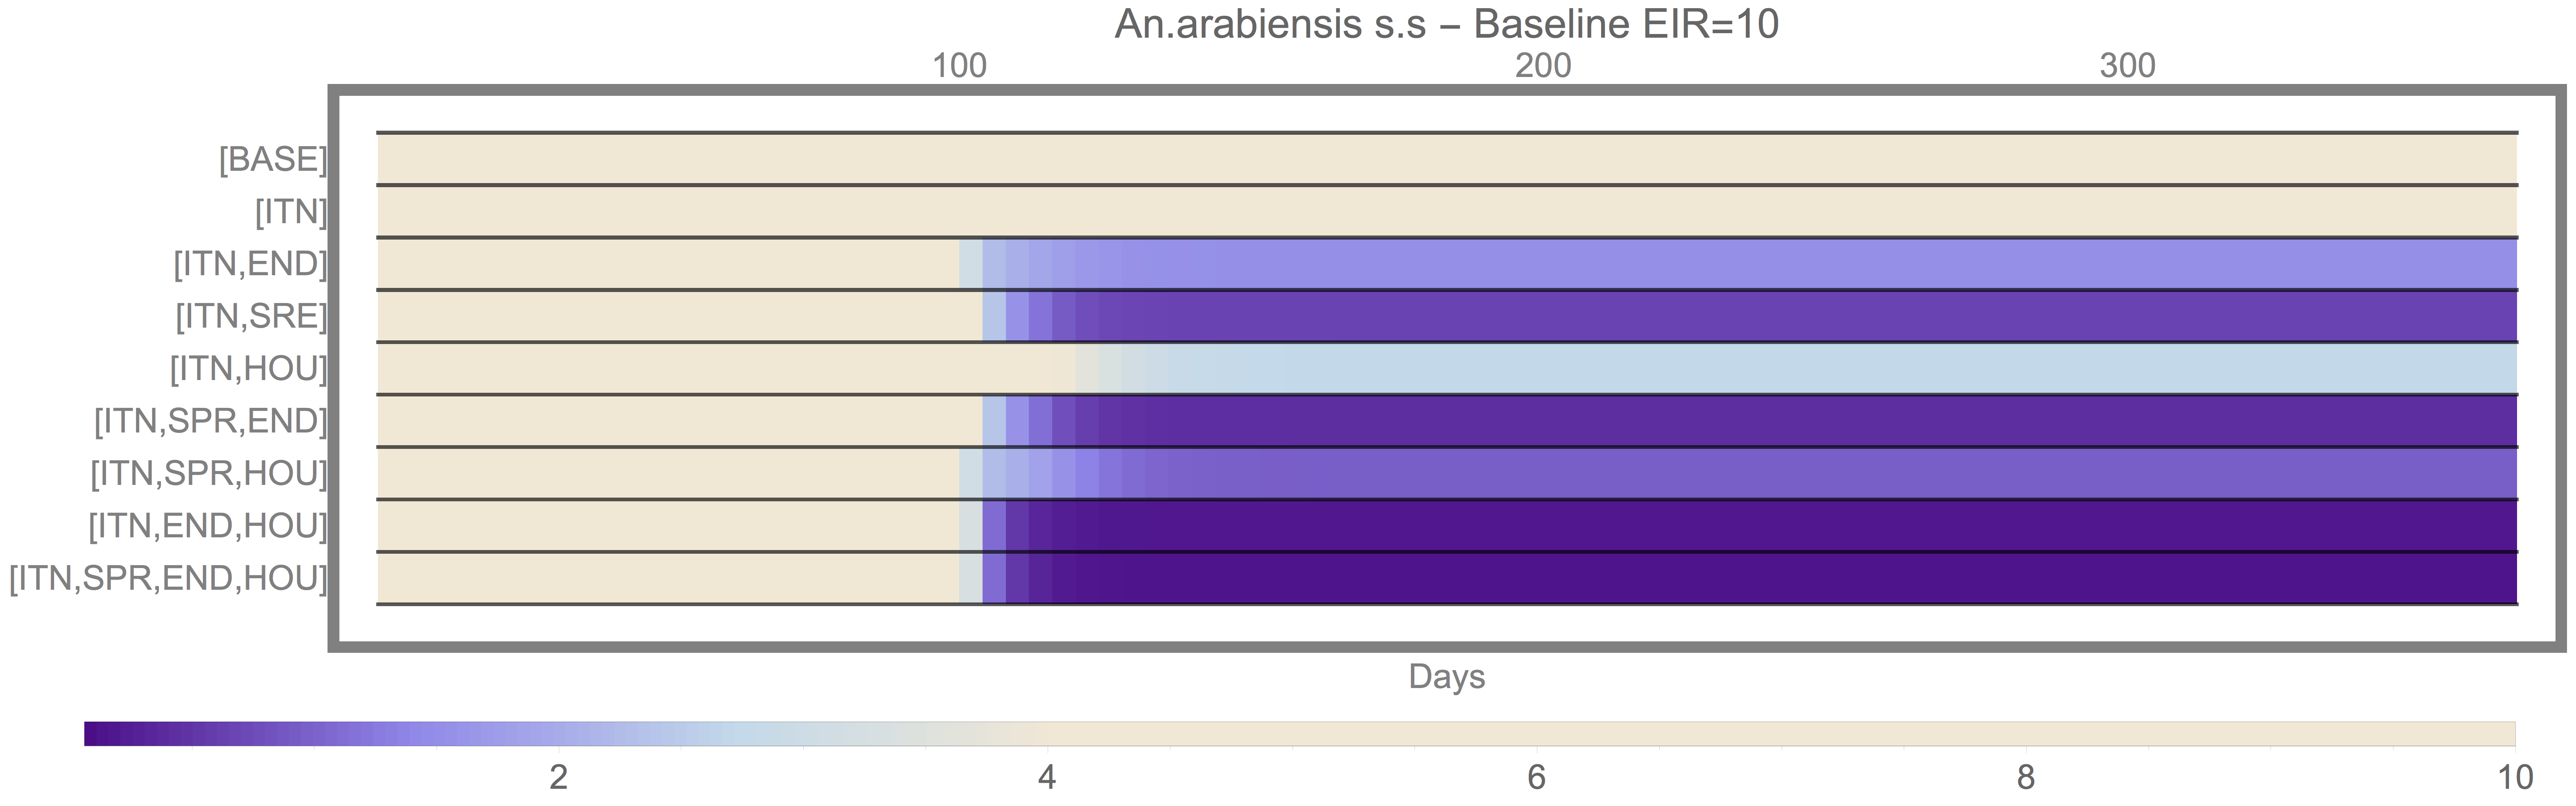 An.arabiensis s.s – Baseline EIR=10
100 200 300
[BASE]
[ITN]
[ITN,END]
[ITN,SRE]
[ITN,HOU]
[ITN,SPR,END]
[ITN,SPR,HOU]
[ITN,END,HOU]
[ITN,SPR,END,HOU]
Days
2 4 6 8 10